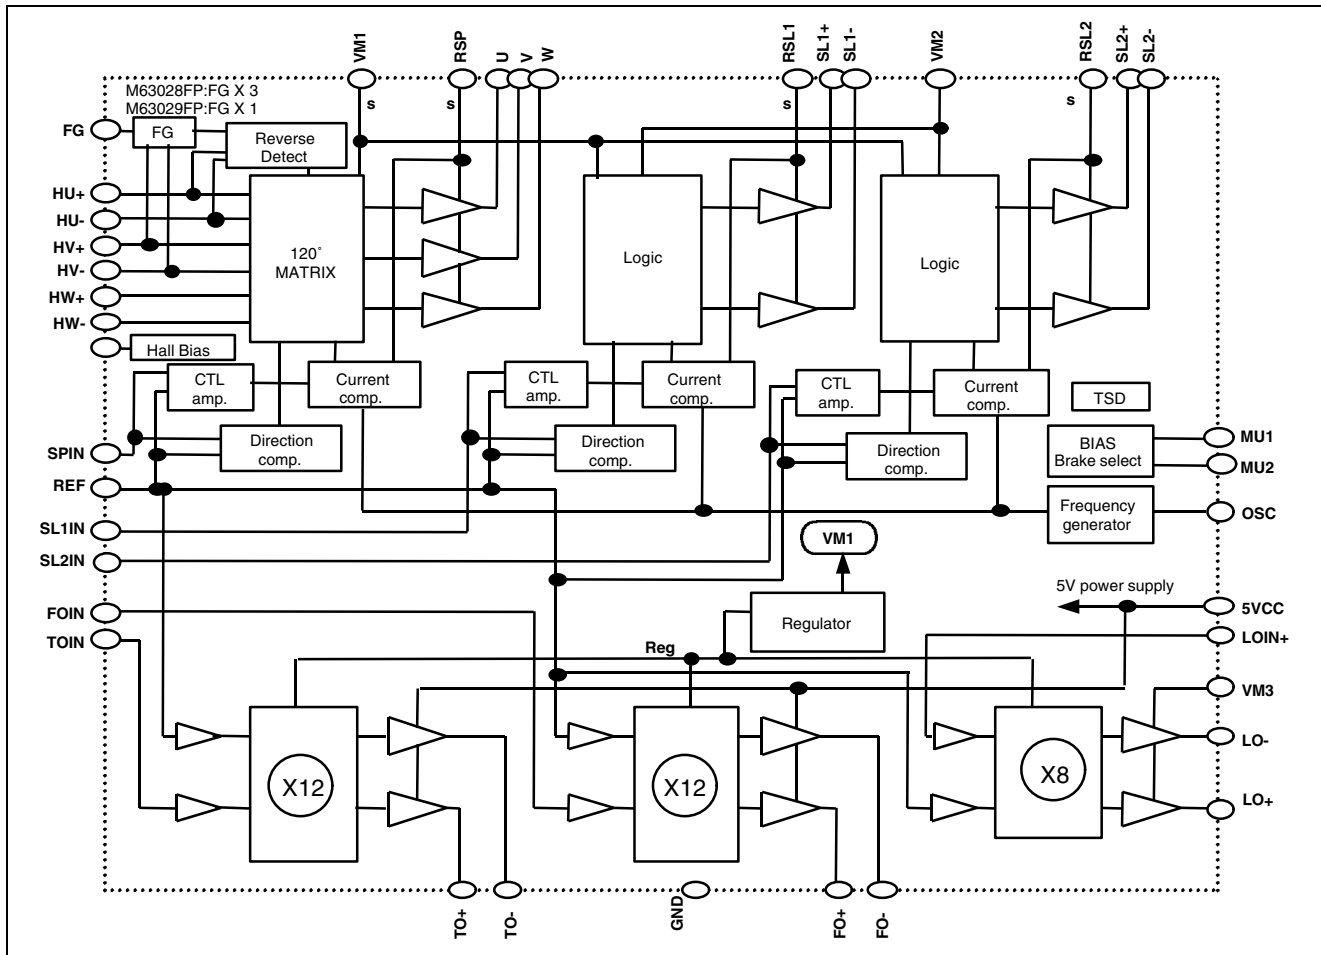 VM1
RSP
U
V
W
RSL1
SL1+
SL1-
VM2
RSL2
SL2+
SL2-
M63028FP:FG X 3
M63029FP:FG X 1
s
s
s
s
FG
FG
Reverse
Detect
HU+
HU-
HV+
HV-
HW+
HW-
120°
MATRIX
Logic
Logic
Hall Bias
CTL
amp.
Current
comp.
CTL
amp.
Current
comp.
CTL
amp.
Current
comp.
TSD
Direction
comp.
Direction
comp.
Direction
comp.
BIAS
Brake select
MU1
MU2
SPIN
REF
SL1IN
SL2IN
Frequency
generator
OSC
VM1
FOIN
TOIN
Regulator
Reg
5V power supply
5VCC
LOIN+
VM3
LO-
LO+
X12
X12
X8
TO+
TO-
GND
FO+
FO-